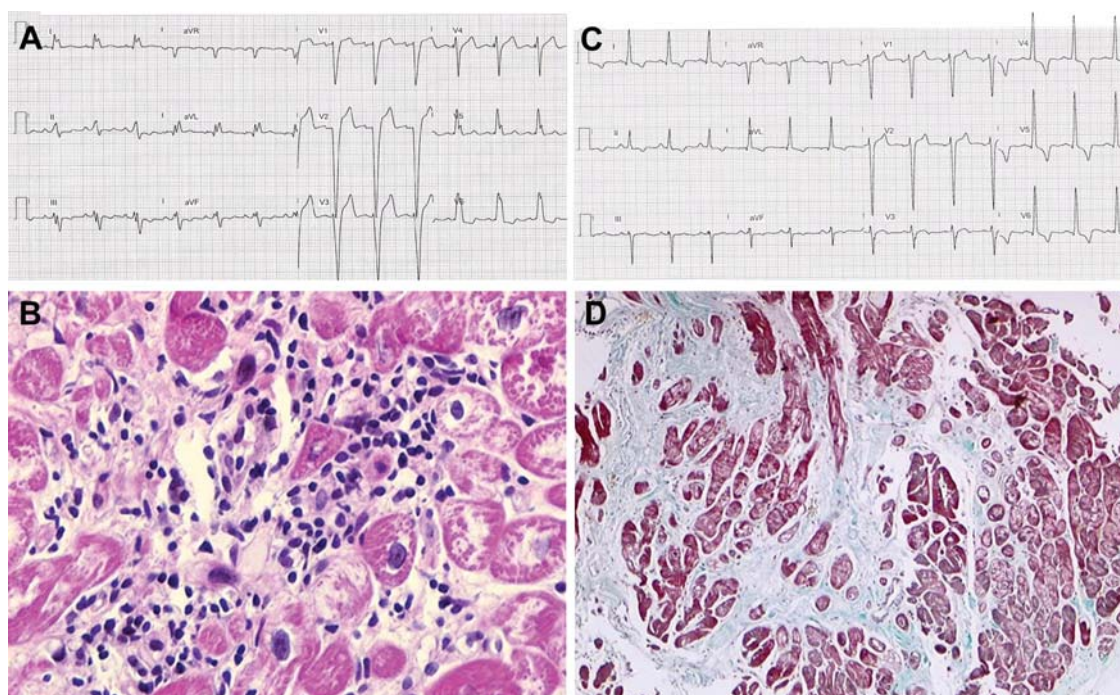 A
I aVR V1 V4
II aVL V2 V5
III aVF V3 V6
C
I aVR V1 V4
II aVL V2 V5
III aVF V3 V6
B
D